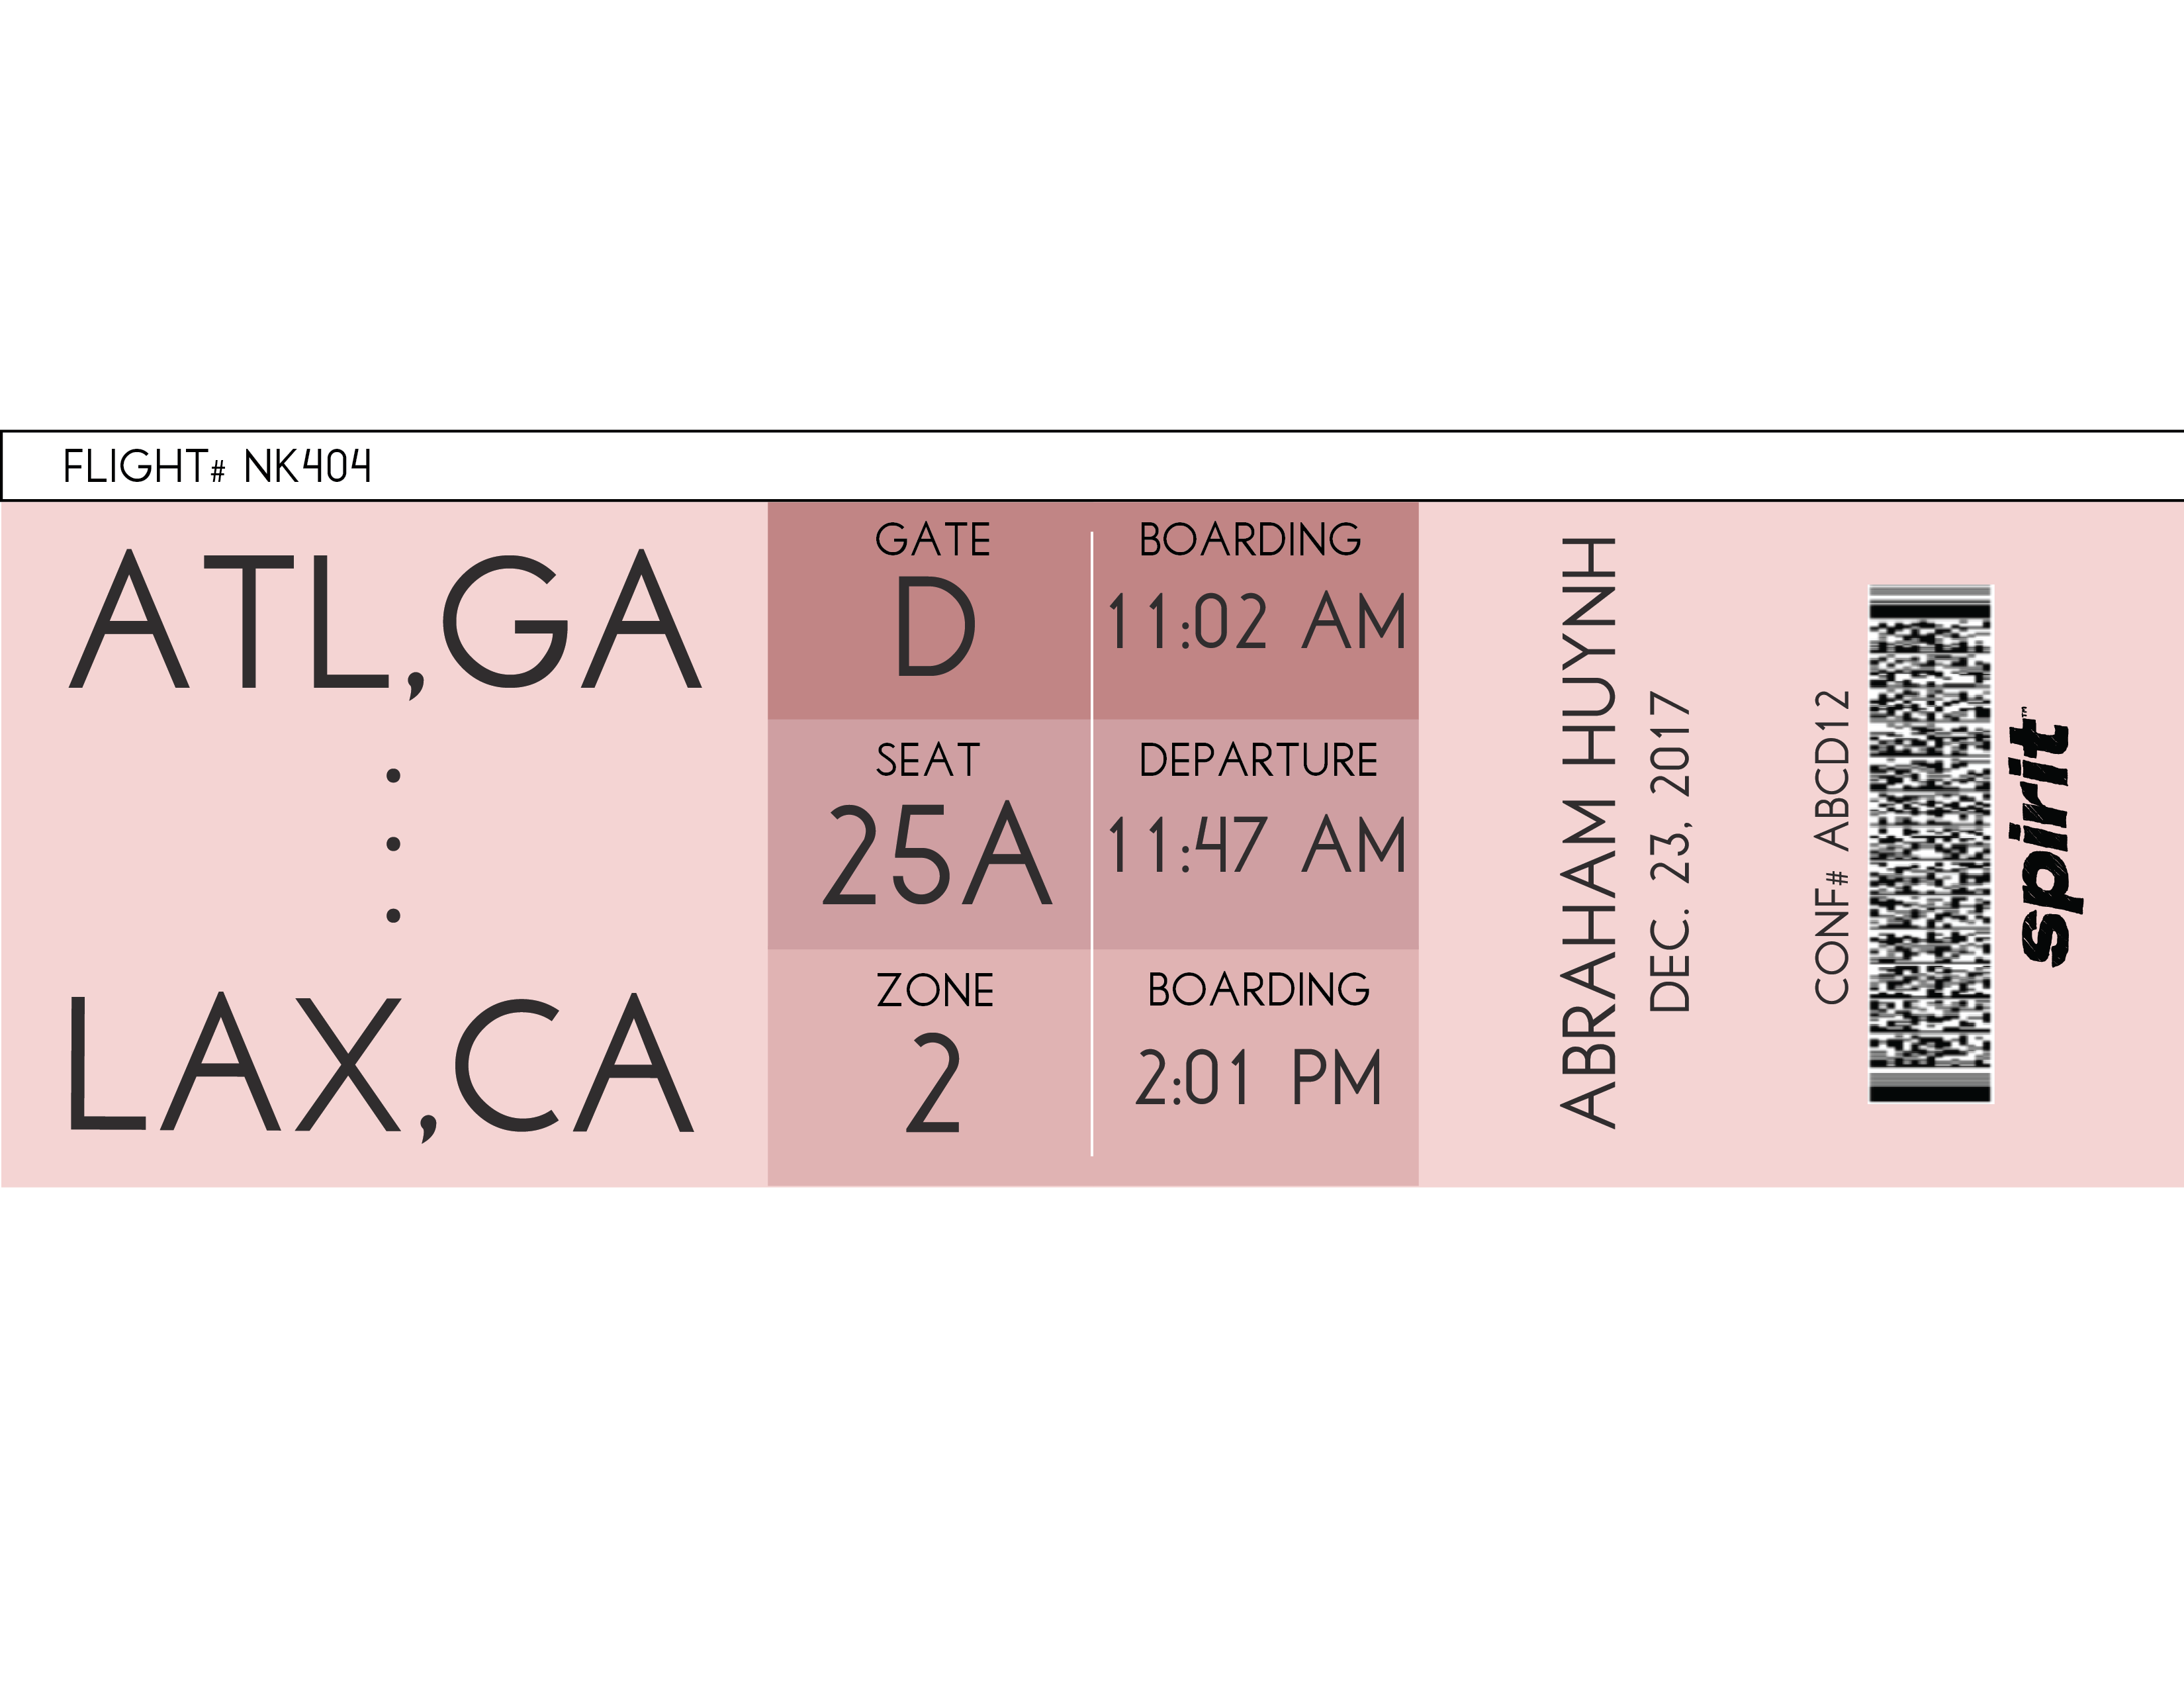 FLIGHT# NK404
ATL,GA
LAX,CA
GATE
D
BOARDING
11:02 AM
SEAT
25A
DEPARTURE
11:47 AM
ZONE
2
BOARDING
2:01 PM
ABRAHAM HUYNH
DEC. 23, 2017
CONF# ABCD12
spirit™